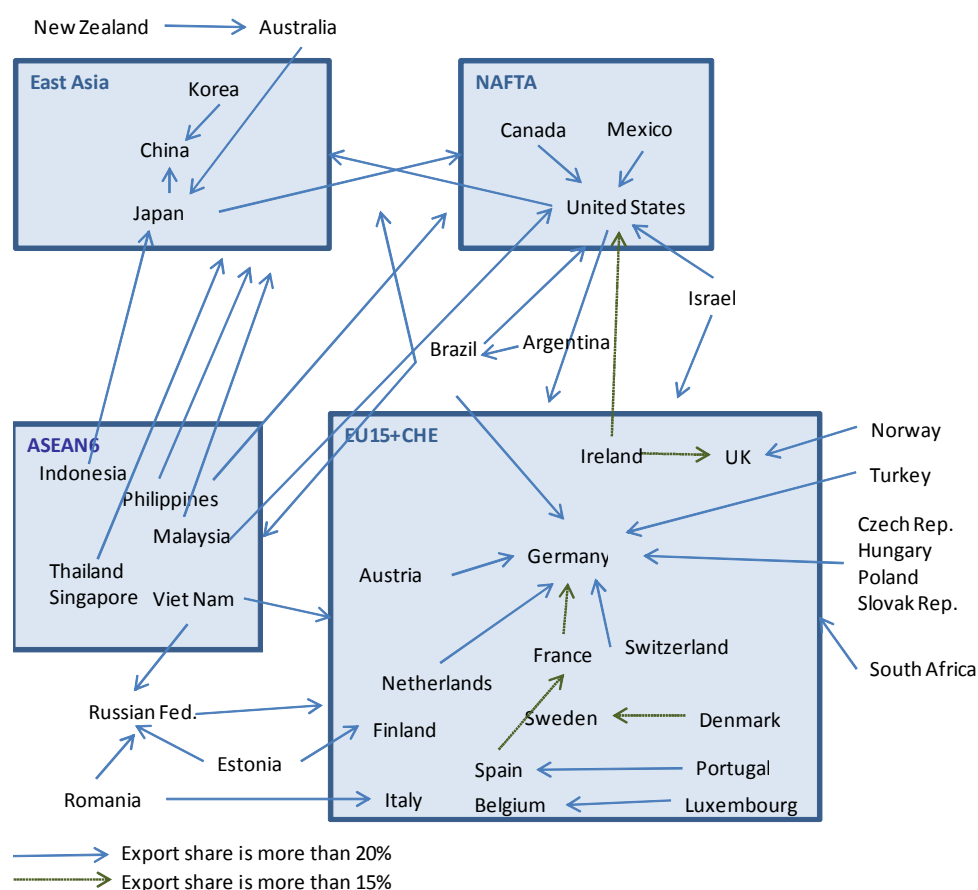 New Zealand
Australia
East Asia
Korea
China
Japan
NAFTA
Canada
Mexico
United States
Israel
Brazil
Argentina
ASEAN6
Indonesia
Philippines
Malaysia
Thailand
Singapore
Viet Nam
EU15+CHE
Ireland
UK
Norway
Turkey
Czech Rep.
Hungary
Poland
Slovak Rep.
South Africa
Germany
Austria
France
Switzerland
Netherlands
Sweden
Denmark
Finland
Spain
Portugal
Italy
Belgium
Luxembourg
Russian Fed.
Estonia
Romania
Export share is more than 20%
Export share is more than 15%